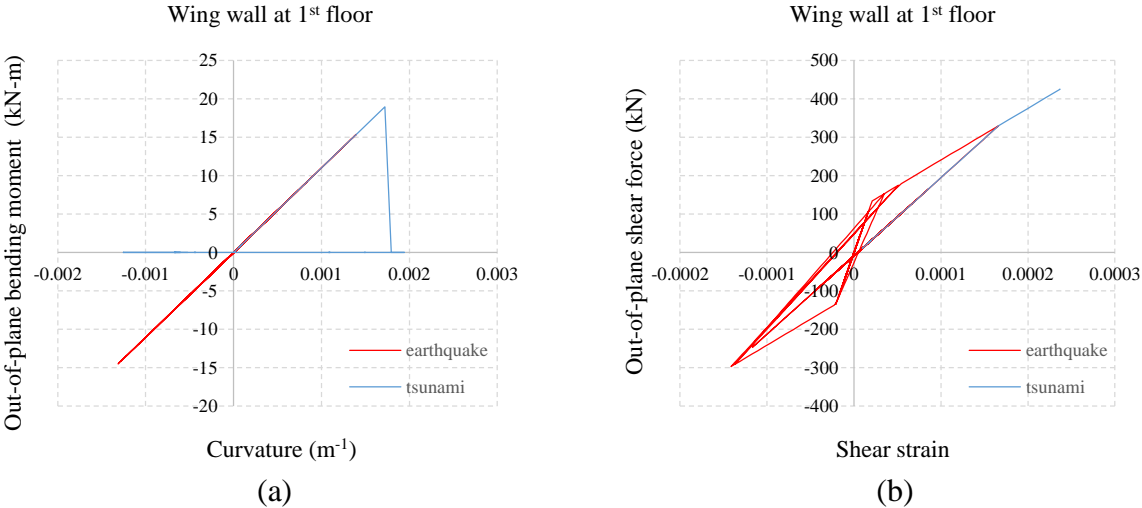 Wing wall at 1st floor
Out-of-plane bending moment (kN-m)
25
20
15
10
5
0
-5
-10
-15
-20
-0.002
-0.001
0
0.001
0.002
0.003
earthquake
tsunami
Curvature (m-1)
(a)
Wing wall at 1st floor
Out-of-plane shear force (kN)
500
400
300
200
100
0
-100
-200
-300
-400
-0.0002
-0.0001
0
0.0001
0.0002
0.0003
earthquake
tsunami
Shear strain
(b)